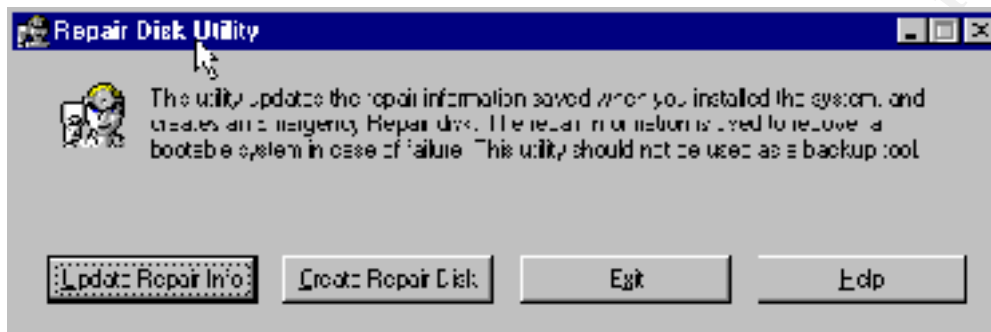 Repair Disk Utility
This utility updates the repair information saved when you installed the system, and
creates an Emergency Repair disk. The repair information is used to recover a
bootable system in case of failure. This utility should not be used as a backup tool.
Update Repair Info
Create Repair Disk
Exit
Help